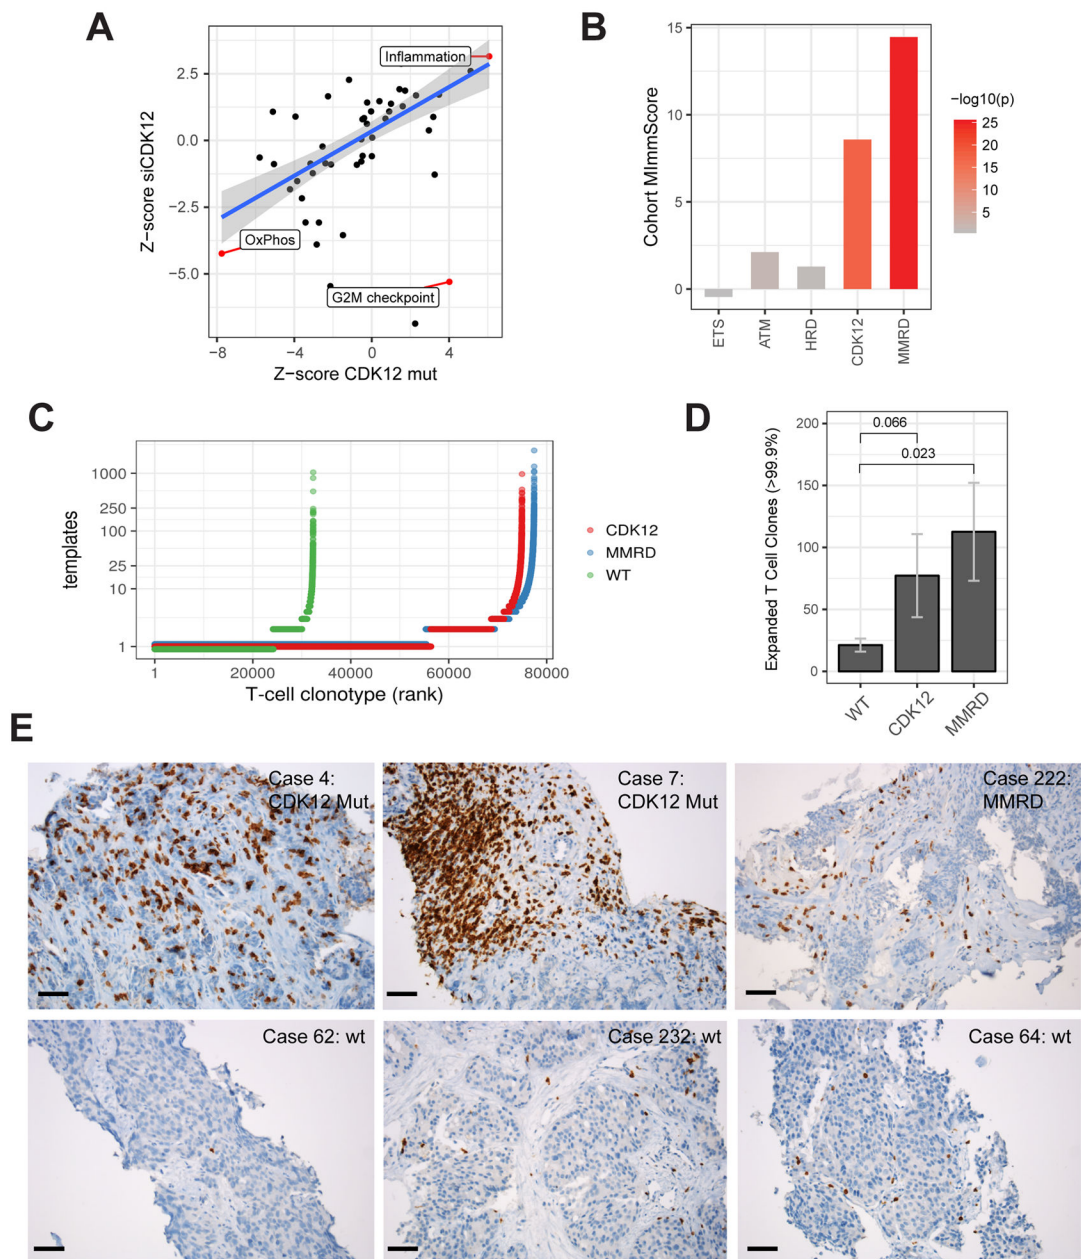 A
Z-score siCDK12
2.5
0.0
-2.5
-5.0
Inflammation
OxPhos
G2M checkpoint
-8
-4
0
4
Z-score CDK12 mut
B
Cohort MImmScore
15
10
5
0
ETS
ATM
HRD
CDK12
MMRD
-log10(p)
25
20
15
10
5
C
templates
1000
250
100
25
10
1
1
20000
40000
60000
80000
T-cell clonotype (rank)
CDK12
MMRD
WT
D
Expanded T Cell Clones (>99.9%)
200
150
100
50
0
0.066
0.023
WT
CDK12
MMRD
E
Case 4:
CDK12 Mut
Case 7:
CDK12 Mut
Case 222:
MMRD
Case 62: wt
Case 232: wt
Case 64: wt